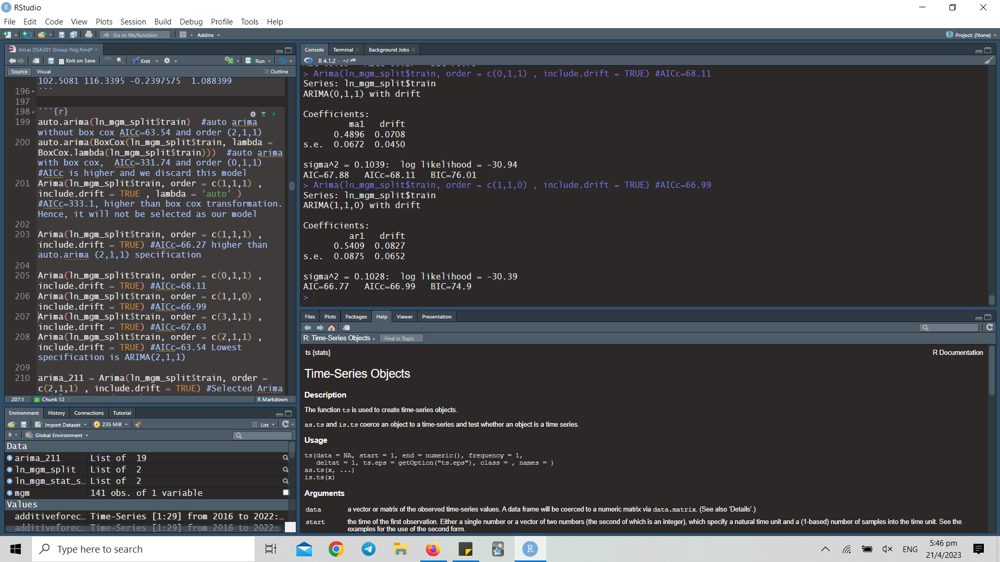 RStudio
File Edit Code View Plots Session Build Debug Profile Tools Help
Go to file/function Addins Project: (None)
JinLei DSA301 Group Proj.Rmd*
Knit on Save ABC Knit Run
Source Visual Outline
102.5081 116.3395 -0.2397575 1.088399
196 ```
197
198 ```{r}
199 auto.arima(ln_mgm_split$train) #auto arima
without box cox AICc=63.54 and order (2,1,1)
200 auto.arima(BoxCox(ln_mgm_split$train, lambda =
BoxCox.lambda(ln_mgm_split$train))) #auto arima
with box cox, AICc=331.74 and order (0,1,1)
#AICc is higher and we discard this model
201 Arima(ln_mgm_split$train, order = c(1,1,1) ,
include.drift = TRUE , lambda = 'auto' )
#AICc=333.1, higher than box cox transformation.
Hence, it will not be selected as our model
202
203 Arima(ln_mgm_split$train, order = c(1,1,1) ,
include.drift = TRUE) #AICc=66.27 higher than
auto.arima (2,1,1) specification
204
205 Arima(ln_mgm_split$train, order = c(0,1,1) ,
include.drift = TRUE) #AICc=68.11
206 Arima(ln_mgm_split$train, order = c(1,1,0) ,
include.drift = TRUE) #AICc=66.99
207 Arima(ln_mgm_split$train, order = c(3,1,1) ,
include.drift = TRUE) #AICc=67.63
208 Arima(ln_mgm_split$train, order = c(2,1,1) ,
include.drift = TRUE) #AICc=63.54 Lowest
specification is ARIMA(2,1,1)
209
210 arima_211 = Arima(ln_mgm_split$train, order =
c(2,1,1) , include.drift = TRUE) #Selected Arima
207:1 Chunk 12 R Markdown
Environment History Connections Tutorial
Import Dataset 235 MiB List
R Global Environment
Data
arima_211 List of 19
ln_mgm_split List of 2
ln_mgm_stat_s… List of 2
mgm 141 obs. of 1 variable
Values
additiveforec… Time-Series [1:29] from 2016 to 2022:…
additiveforec… Time-Series [1:29] from 2016 to 2022:…
Console Terminal Background Jobs
R 4.1.2 · ~/
> Arima(ln_mgm_split$train, order = c(0,1,1) , include.drift = TRUE) #AICc=68.11
Series: ln_mgm_split$train
ARIMA(0,1,1) with drift
Coefficients:
ma1 drift
0.4896 0.0708
s.e. 0.0672 0.0450
sigma^2 = 0.1039: log likelihood = -30.94
AIC=67.88 AICc=68.11 BIC=76.01
> Arima(ln_mgm_split$train, order = c(1,1,0) , include.drift = TRUE) #AICc=66.99
Series: ln_mgm_split$train
ARIMA(1,1,0) with drift
Coefficients:
ar1 drift
0.5409 0.0827
s.e. 0.0875 0.0652
sigma^2 = 0.1028: log likelihood = -30.39
AIC=66.77 AICc=66.99 BIC=74.9
>
Files Plots Packages Help Viewer Presentation
R: Time-Series Objects Find in Topic
ts {stats} R Documentation
Time-Series Objects
Description
The function ts is used to create time-series objects.
as.ts and is.ts coerce an object to a time-series and test whether an object is a time series.
Usage
ts(data = NA, start = 1, end = numeric(), frequency = 1,
deltat = 1, ts.eps = getOption("ts.eps"), class = , names = )
as.ts(x, ...)
is.ts(x)
Arguments
data a vector or matrix of the observed time-series values. A data frame will be coerced to a numeric matrix via data.matrix. (See also ‘Details’.)
start the time of the first observation. Either a single number or a vector of two numbers (the second of which is an integer), which specify a natural time unit and a (1-based) number of samples into the time unit. See the
examples for the use of the second form.
Type here to search
ENG
5:46 pm
21/4/2023